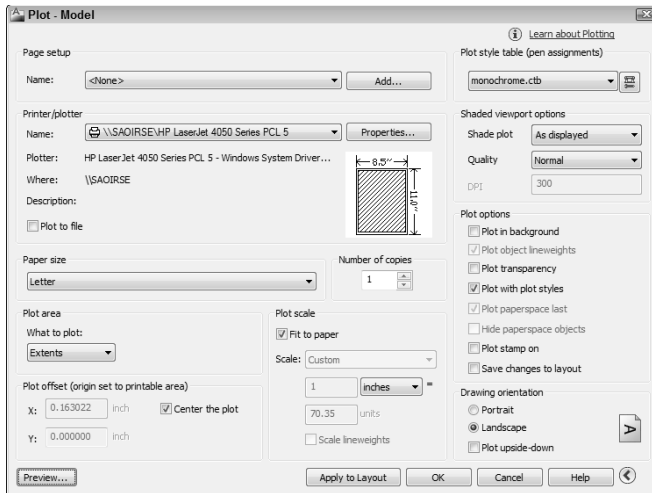 Plot - Model
Learn about Plotting
Page setup
Name:
<None>
Add...
Plot style table (pen assignments)
monochrome.ctb
Printer/plotter
Name:
\\SAOIRSE\HP LaserJet 4050 Series PCL 5
Properties...
Plotter:
HP LaserJet 4050 Series PCL 5 - Windows System Driver...
Where:
\\SAOIRSE
Description:
Plot to file
8.5''
11.0''
Shaded viewport options
Shade plot
As displayed
Quality
Normal
DPI
300
Paper size
Letter
Number of copies
1
Plot area
What to plot:
Extents
Plot scale
Fit to paper
Scale:
Custom
1
inches
=
70.35
units
Scale lineweights
Plot offset (origin set to printable area)
X:
0.163022
inch
Center the plot
Y:
0.000000
inch
Plot options
Plot in background
Plot object lineweights
Plot transparency
Plot with plot styles
Plot paperspace last
Hide paperspace objects
Plot stamp on
Save changes to layout
Drawing orientation
Portrait
Landscape
Plot upside-down
A
Preview...
Apply to Layout
OK
Cancel
Help